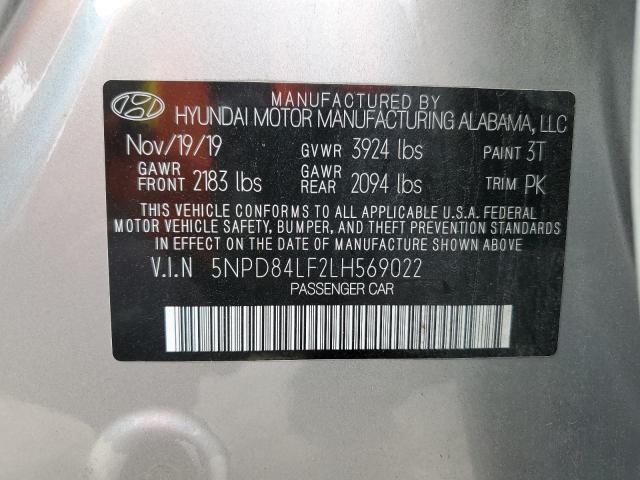 MANUFACTURED BY
HYUNDAI MOTOR MANUFACTURING ALABAMA, LLC
Nov/19/19 GVWR 3924 lbs PAINT 3T
GAWR FRONT 2183 lbs GAWR REAR 2094 lbs TRIM PK
THIS VEHICLE CONFORMS TO ALL APPLICABLE U.S.A. FEDERAL
MOTOR VEHICLE SAFETY, BUMPER, AND THEFT PREVENTION STANDARDS
IN EFFECT ON THE DATE OF MANUFACTURE SHOWN ABOVE.
V.I.N 5NPD84LF2LH569022
PASSENGER CAR